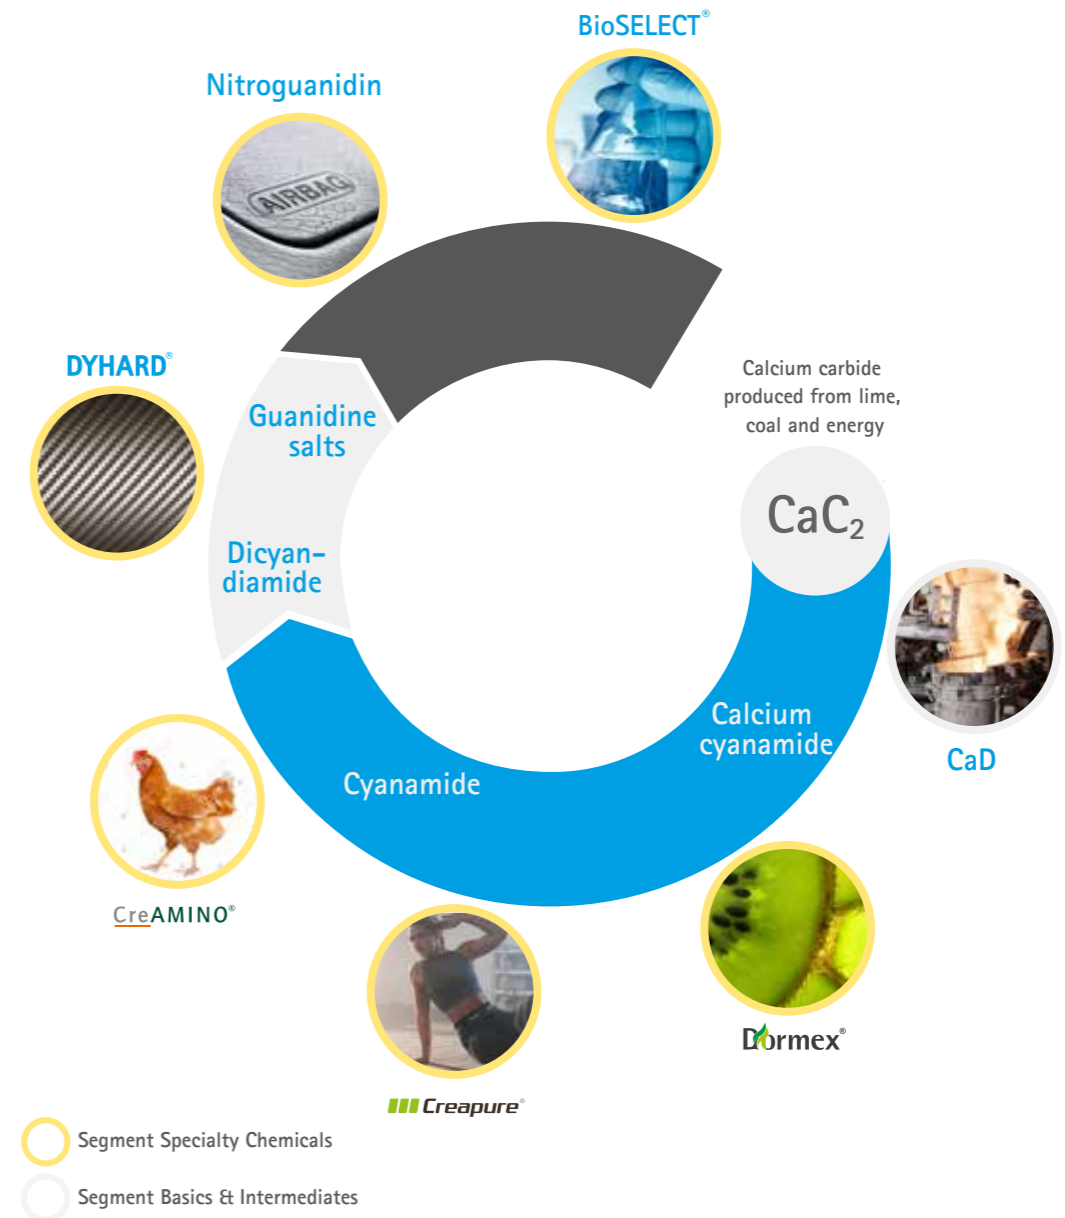 BioSELECT®
Nitroguanidin
AIRBAG
DYHARD®
Guanidine
salts
Calcium carbide
produced from lime,
coal and energy
CaC₂
Dicyan-
diamide
Calcium
cyanamide
CaD
Cyanamide
CreAMINO®
Dormex®
Creapure®
Segment Specialty Chemicals
Segment Basics & Intermediates